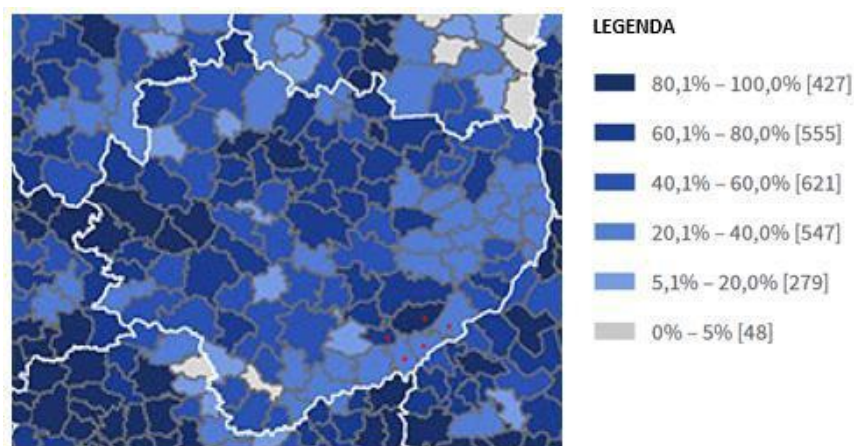 LEGENDA
80,1% – 100,0% [427]
60,1% – 80,0% [555]
40,1% – 60,0% [621]
20,1% – 40,0% [547]
5,1% – 20,0% [279]
0% – 5% [48]